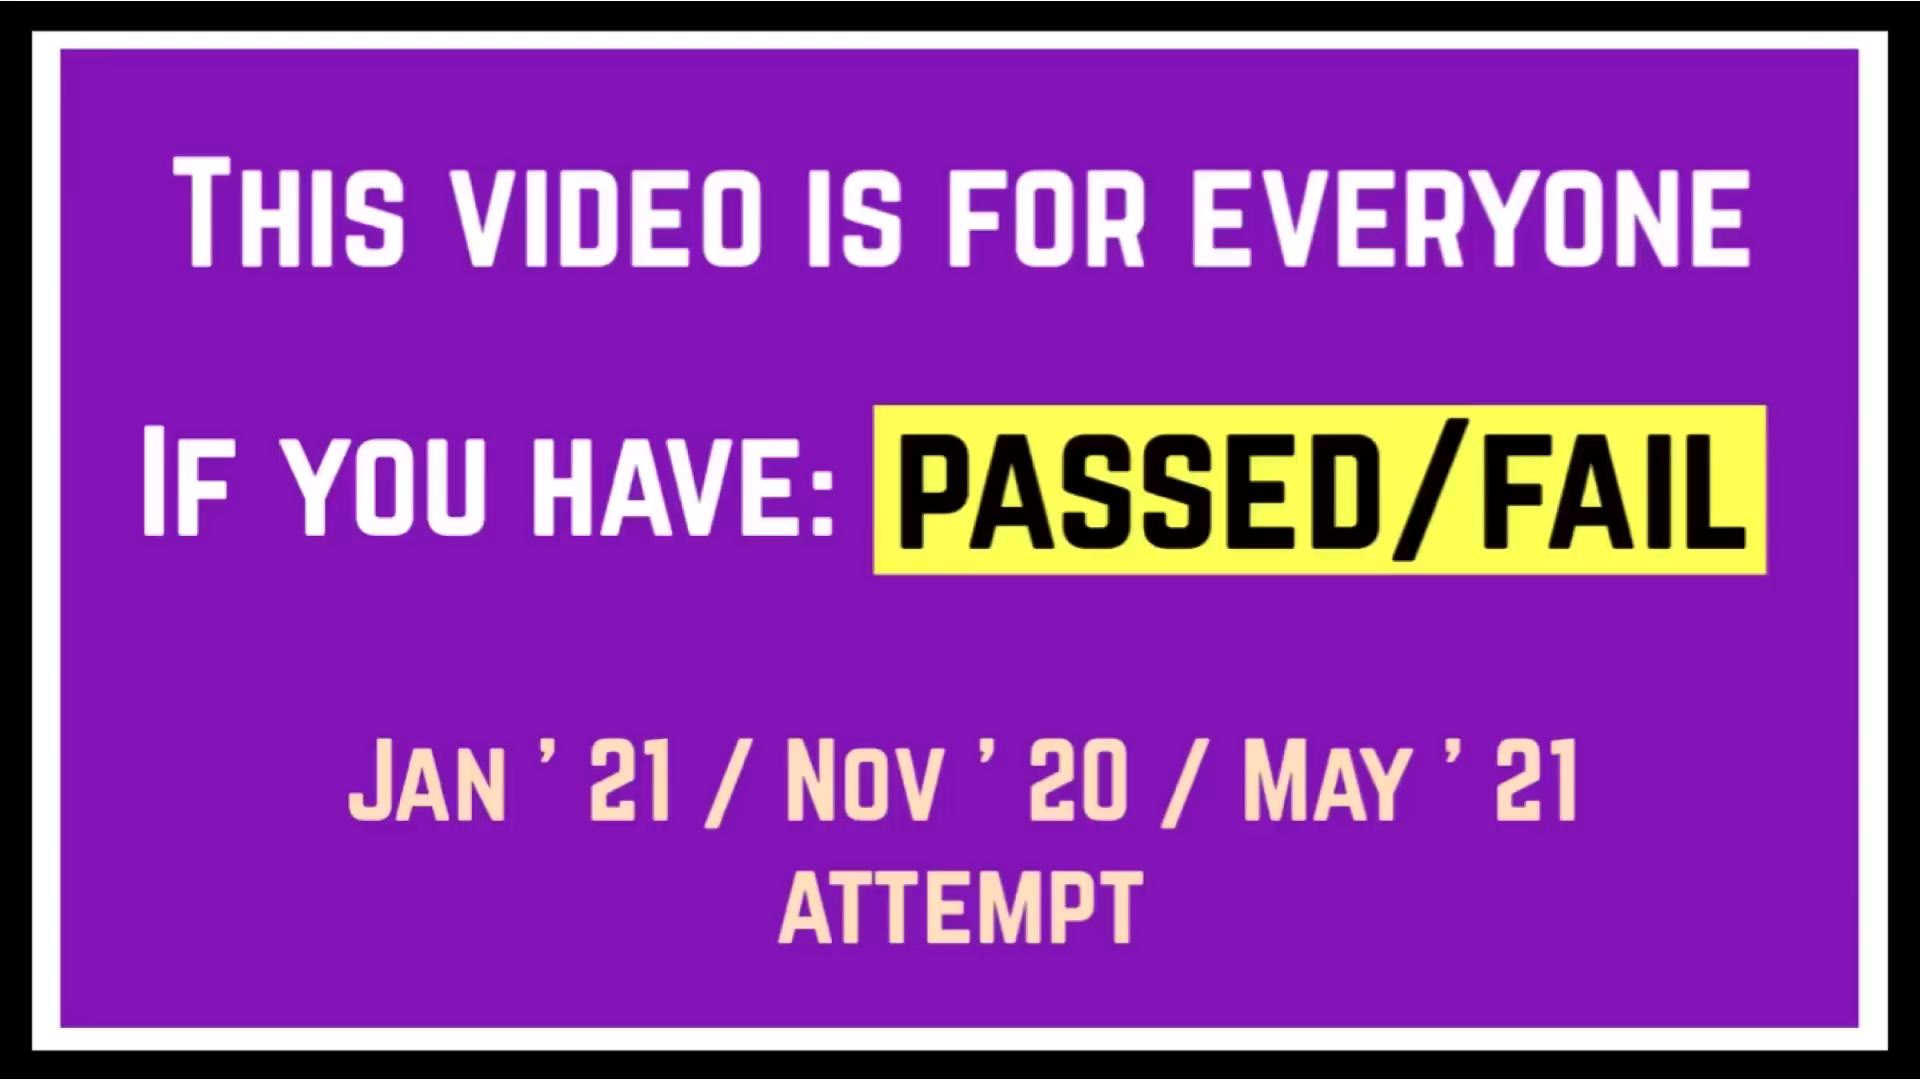 This video is for everyone
If you have: PASSED/FAIL
Jan ' 21 / Nov ' 20 / May ' 21
attempt